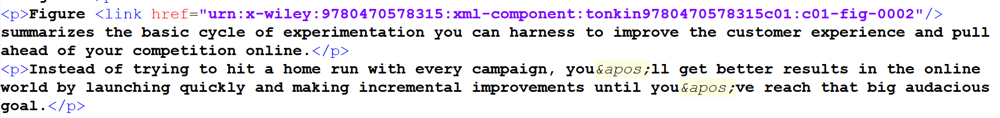 <p>Figure <link href="urn:x-wiley:9780470578315:xml-component:tonkin9780470578315c01:c01-fig-0002"/>
summarizes the basic cycle of experimentation you can harness to improve the customer experience and pull
ahead of your competition online.</p>
<p>Instead of trying to hit a home run with every campaign, you&apos;ll get better results in the online
world by launching quickly and making incremental improvements until you&apos;ve reach that big audacious
goal.</p>